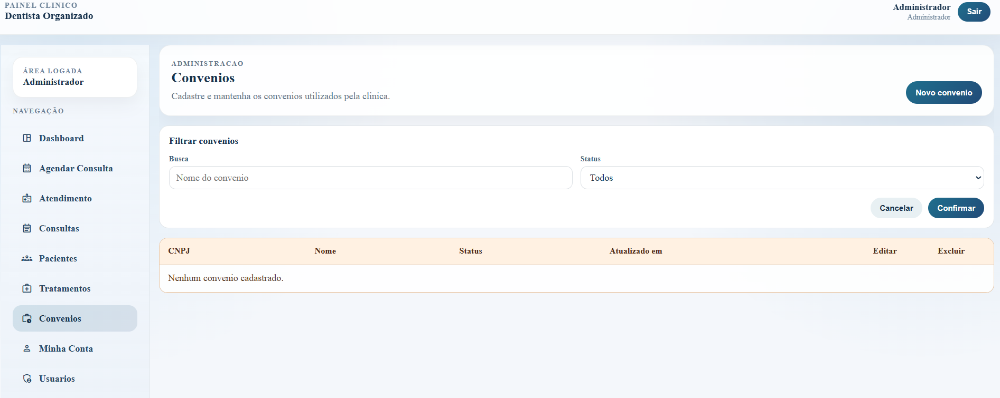 PAINEL CLINICO
Dentista Organizado
Administrador
Administrador
Sair
ÁREA LOGADA
Administrador
NAVEGAÇÃO
Dashboard
Agendar Consulta
Atendimento
Consultas
Pacientes
Tratamentos
Convenios
Minha Conta
Usuarios
ADMINISTRACAO
Convenios
Cadastre e mantenha os convenios utilizados pela clinica.
Novo convenio
Filtrar convenios
Busca
Status
Nome do convenio
Todos
Cancelar
Confirmar
CNPJ Nome Status Atualizado em Editar Excluir
Nenhum convenio cadastrado.